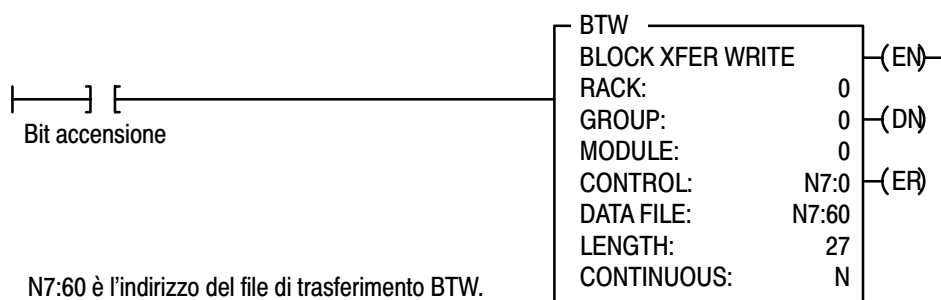 BTW
BLOCK XFER WRITE
(EN)
RACK: 0
GROUP: 0
(DN)
MODULE: 0
CONTROL: N7:0
(ER)
DATA FILE: N7:60
LENGTH: 27
CONTINUOUS: N
Bit accensione
N7:60 è l'indirizzo del file di trasferimento BTW.